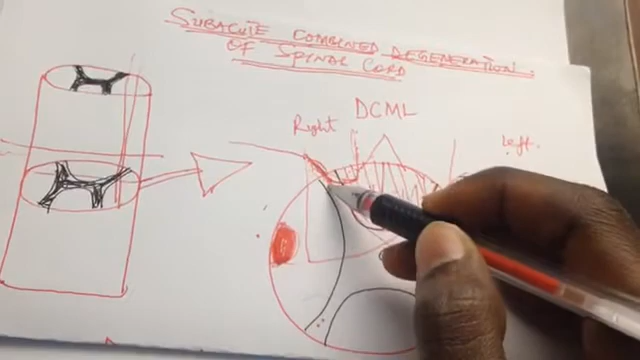 SUBACUTE COMBINED DEGENERATION.
OF SPINAL CORD
DCML
Right
Left.